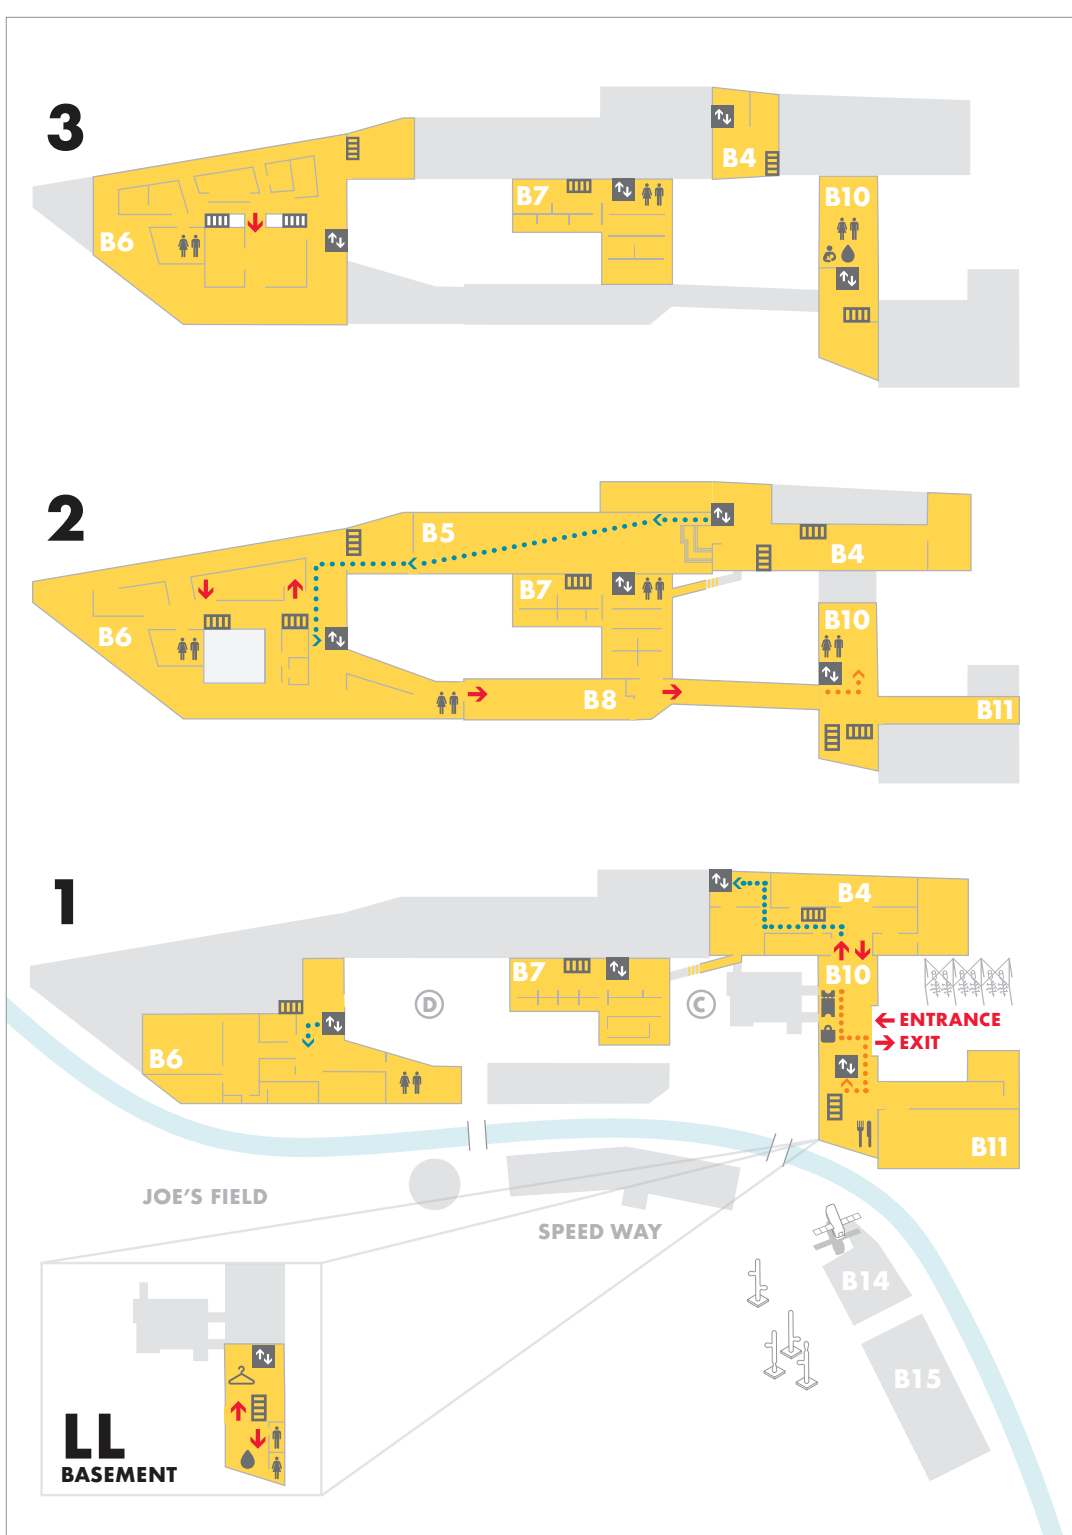 3
B4
B7
B10
B6
2
B5
B4
B7
B10
B6
B8
B11
1
B4
B7
B10
D
C
ENTRANCE
EXIT
B6
B11
JOE'S FIELD
SPEED WAY
B14
B15
LL
BASEMENT